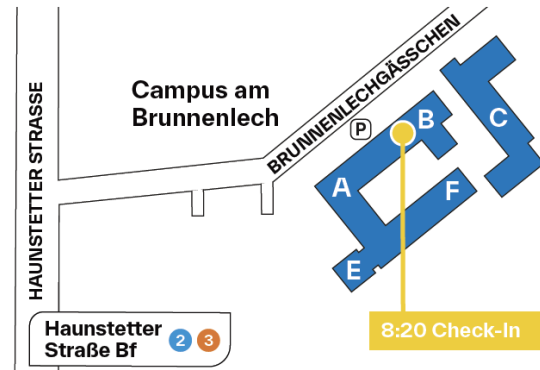 Campus am
Brunnenlech
HAUNSTETTER STRASSE
BRUNNENLECHGÄSSCHEN
P
B
C
A
F
E
Haunstetter
Straße Bf
2 3
8:20 Check-In